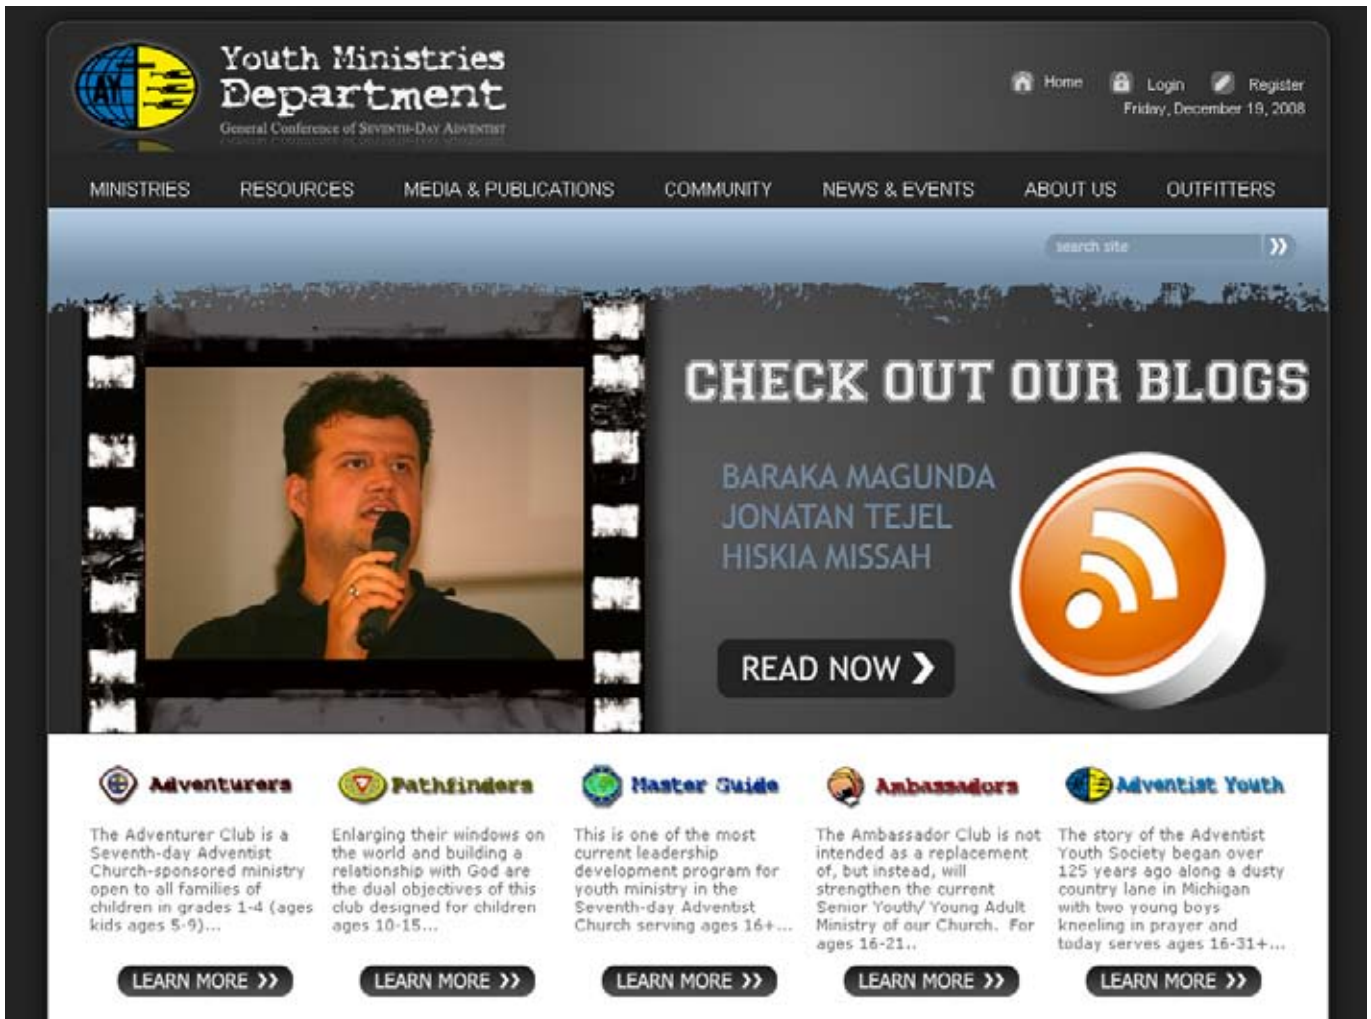 AY
Youth Ministries
Department
General Conference of Seventh-Day Adventist
Home Login Register
Friday, December 19, 2008
MINISTRIES RESOURCES MEDIA & PUBLICATIONS COMMUNITY NEWS & EVENTS ABOUT US OUTFITTERS
search site
CHECK OUT OUR BLOGS
BARAKA MAGUNDA
JONATAN TEJEL
HISKIA MISSAH
READ NOW
Adventurers
The Adventurer Club is a
Seventh-day Adventist
Church-sponsored ministry
open to all families of
children in grades 1-4 (ages
kids ages 5-9)...
LEARN MORE
Pathfinders
Enlarging their windows on
the world and building a
relationship with God are
the dual objectives of this
club designed for children
ages 10-15...
LEARN MORE
Master Guide
This is one of the most
current leadership
development program for
youth ministry in the
Seventh-day Adventist
Church serving ages 16+...
LEARN MORE
Ambassadors
The Ambassador Club is not
intended as a replacement
of, but instead, will
strengthen the current
Senior Youth/ Young Adult
Ministry of our Church. For
ages 16-21..
LEARN MORE
Adventist Youth
The story of the Adventist
Youth Society began over
125 years ago along a dusty
country lane in Michigan
with two young boys
kneeling in prayer and
today serves ages 16-31+...
LEARN MORE